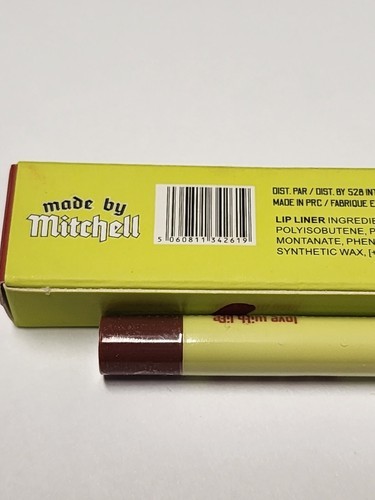 made by
Mitchell
5 060811 342619
DIST. PAR / DIST. BY 528 INT
MADE IN PRC / FABRIQUE E
LIP LINER INGREDIE
POLYISOBUTENE, P
MONTANATE, PHEN
SYNTHETIC WAX, [+
love with life